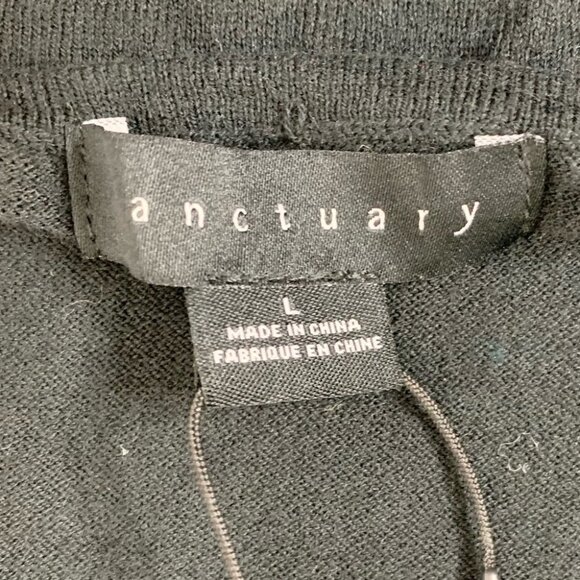 anctuary
L
MADE IN CHINA
FABRIQUE EN CHINE